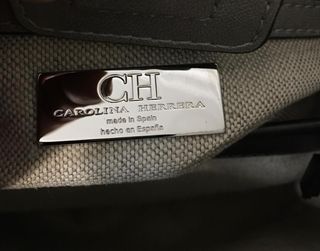 CH
CAROLINA HERRERA
made in Spain
hecho en España